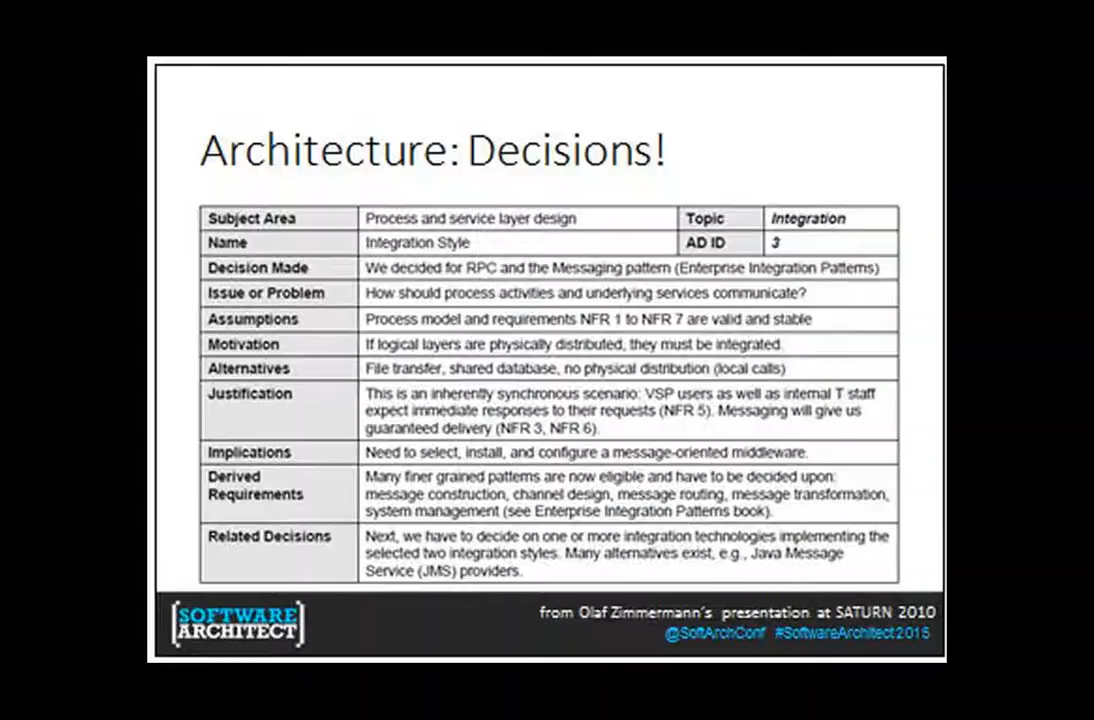 Architecture: Decisions!
Subject Area Process and service layer design Topic Integration
Name Integration Style AD ID 3
Decision Made We decided for RPC and the Messaging pattern (Enterprise Integration Patterns)
Issue or Problem How should process activities and underlying services communicate?
Assumptions Process model and requirements NFR 1 to NFR 7 are valid and stable
Motivation If logical layers are physically distributed, they must be integrated.
Alternatives File transfer, shared database, no physical distribution (local calls)
Justification This is an inherently synchronous scenario: VSP users as well as internal T staff
expect immediate responses to their requests (NFR 5). Messaging will give us
guaranteed delivery (NFR 3, NFR 6).
Implications Need to select, install, and configure a message-oriented middleware.
Derived Many finer grained patterns are now eligible and have to be decided upon:
Requirements message construction, channel design, message routing, message transformation,
system management (see Enterprise Integration Patterns book).
Related Decisions Next, we have to decide on one or more integration technologies implementing the
selected two integration styles. Many alternatives exist, e.g., Java Message
Service (JMS) providers.
[SOFTWARE
ARCHITECT]
from Olaf Zimmermann's presentation at SATURN 2010
@SoftArchConf #SoftwareArchitect2015